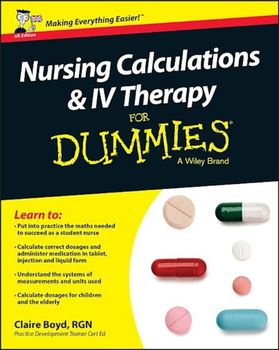 Making Everything Easier!™
UK Edition
Nursing Calculations
& IV Therapy
FOR
DUMMIES®
A Wiley Brand
Learn to:
• Put into practice the maths needed
to succeed as a student nurse
• Calculate correct dosages and
administer medication in tablet,
injection and liquid form
• Understand the systems of
measurements and units used
• Calculate dosages for children and
the elderly
Claire Boyd, RGN
Practice Development Trainer Cert Ed